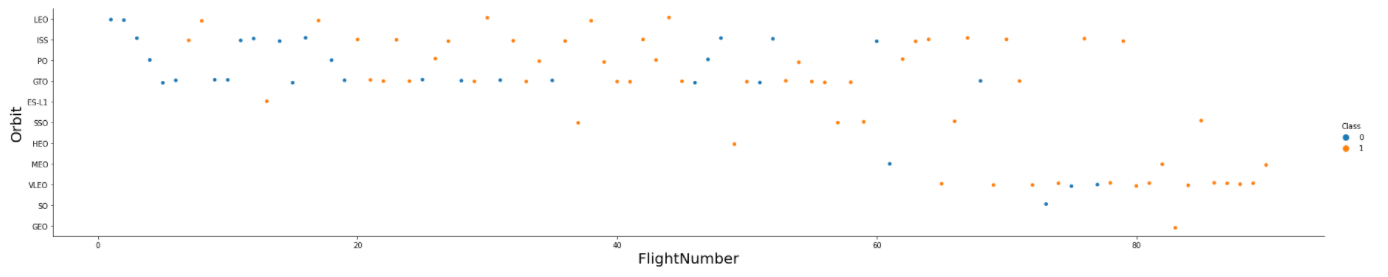 LEO
ISS
PO
GTO
ES-L1
SSO
HEO
MEO
VLEO
SO
GEO
Orbit
0 20 40 60 80
FlightNumber
Class
0
1